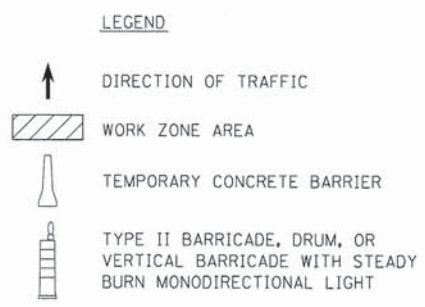 LEGEND
DIRECTION OF TRAFFIC
WORK ZONE AREA
TEMPORARY CONCRETE BARRIER
TYPE II BARRICADE, DRUM, OR
VERTICAL BARRICADE WITH STEADY
BURN MONODIRECTIONAL LIGHT